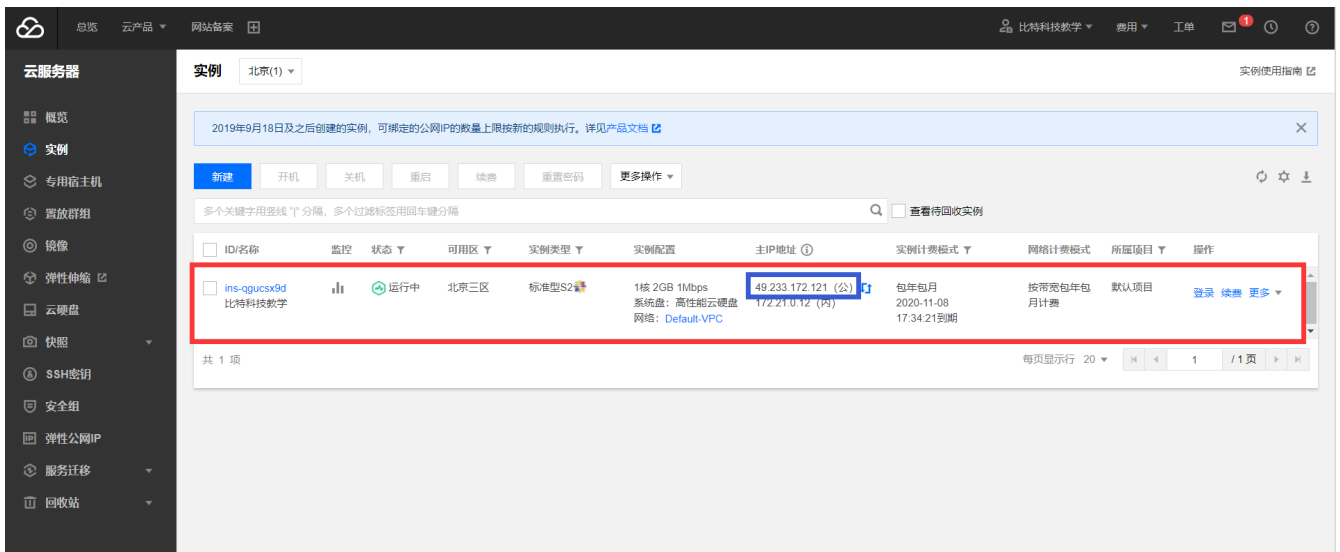 总览 云产品 网站备案 比特科技教学 费用 工单 1
云服务器
实例 北京(1) 实例使用指南
概览
实例
专用宿主机
置放群组
镜像
弹性伸缩
云硬盘
快照
SSH密钥
安全组
IP 弹性公网IP
服务迁移
回收站
2019年9月18日及之后创建的实例，可绑定的公网IP的数量上限按新的规则执行。详见产品文档
新建 开机 关机 重启 续费 重置密码 更多操作
多个关键字用竖线 "|" 分隔，多个过滤标签用回车键分隔 查看待回收实例
ID/名称 监控 状态 可用区 实例类型 实例配置 主IP地址 实例计费模式 网络计费模式 所属项目 操作
ins-qgucsx9d 运行中 北京三区 标准型S2 1核 2GB 1Mbps 49.233.172.121 (公) 包年包月 按带宽包年包 默认项目 登录 续费 更多
比特科技教学 系统盘：高性能云硬盘 172.21.0.12 (内) 2020-11-08 月计费
网络：Default-VPC 17:34:21到期
共 1 项 每页显示行 20 1 / 1 页